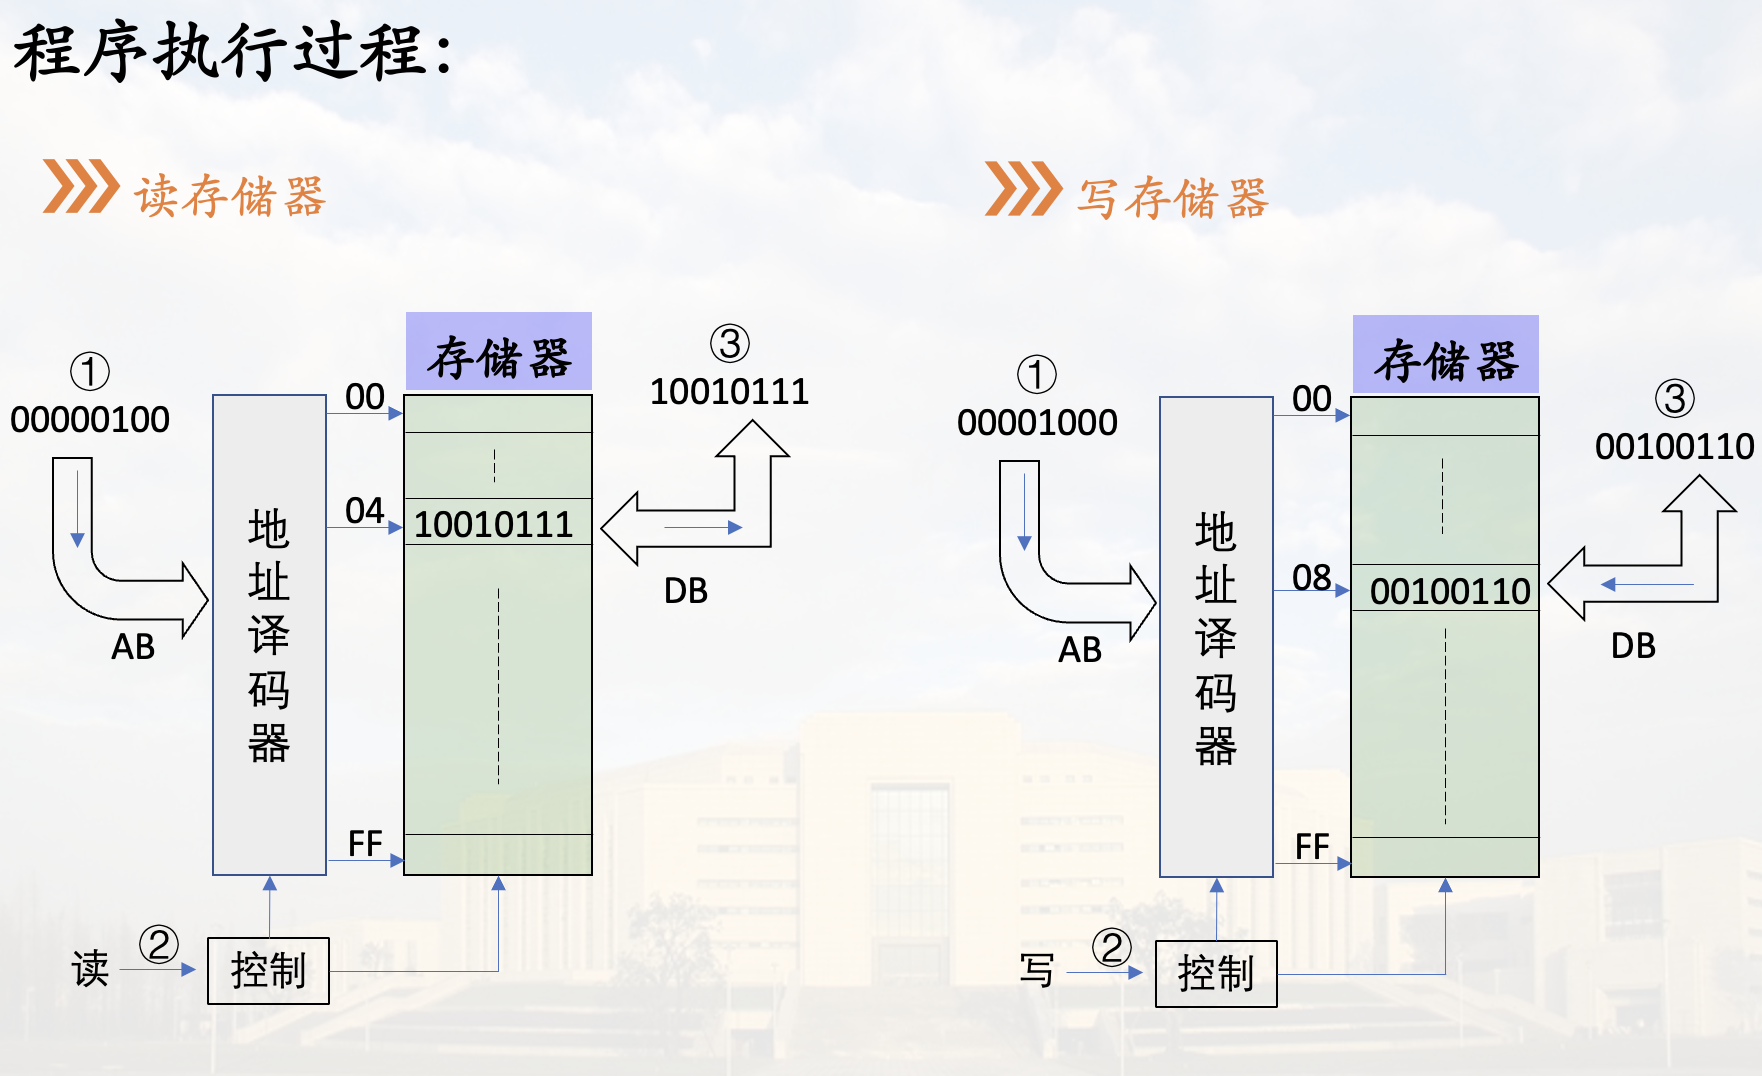 程序执行过程：
读存储器
存储器
①
00000100
AB
地址译码器
00
04
FF
10010111
③
10010111
DB
读
②
控制
写存储器
存储器
①
00001000
AB
地址译码器
00
08
FF
00100110
③
00100110
DB
写
②
控制